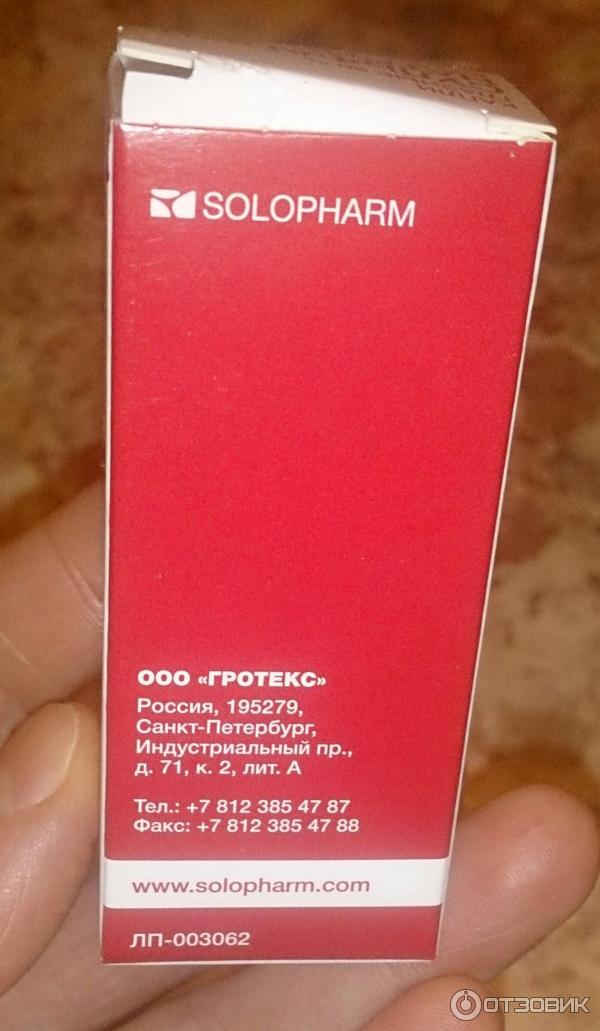 SOLOPHARM
ООО «ГРОТЕКС»
Россия, 195279,
Санкт-Петербург,
Индустриальный пр.,
д. 71, к. 2, лит. А
Тел.: +7 812 385 47 87
Факс: +7 812 385 47 88
www.solopharm.com
ЛП-003062
ОТЗОВИК